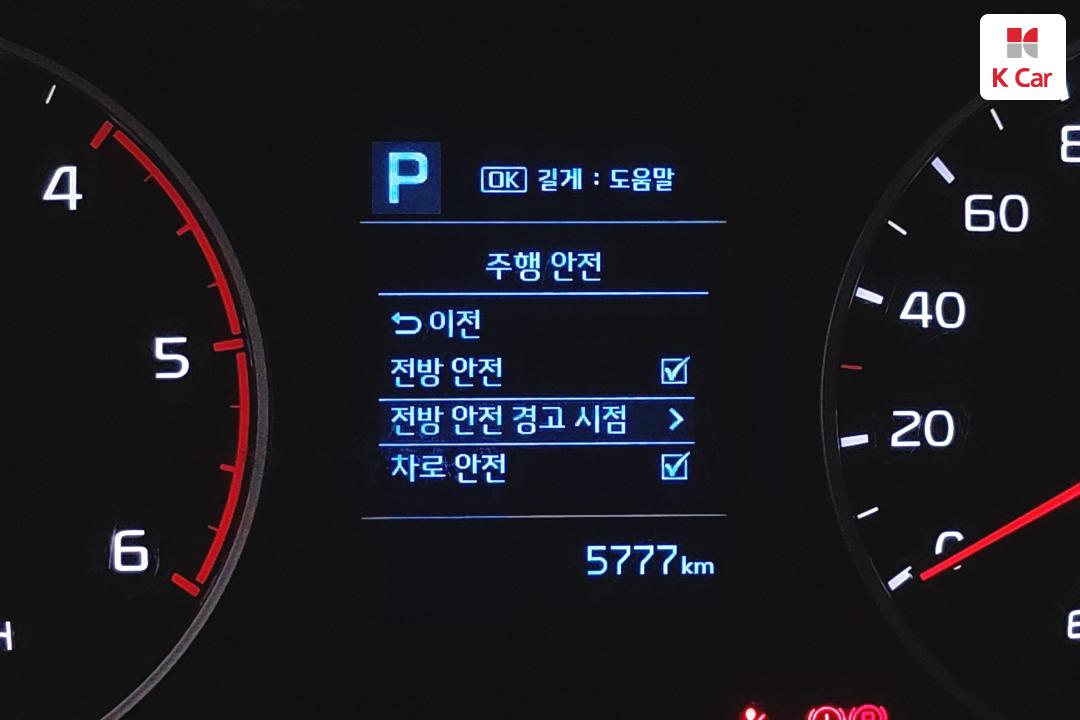 K Car
P
OK 길게 : 도움말
주행 안전
이전
전방 안전
전방 안전 경고 시점
차로 안전
5777km
4
5
6
H
60
40
20
0